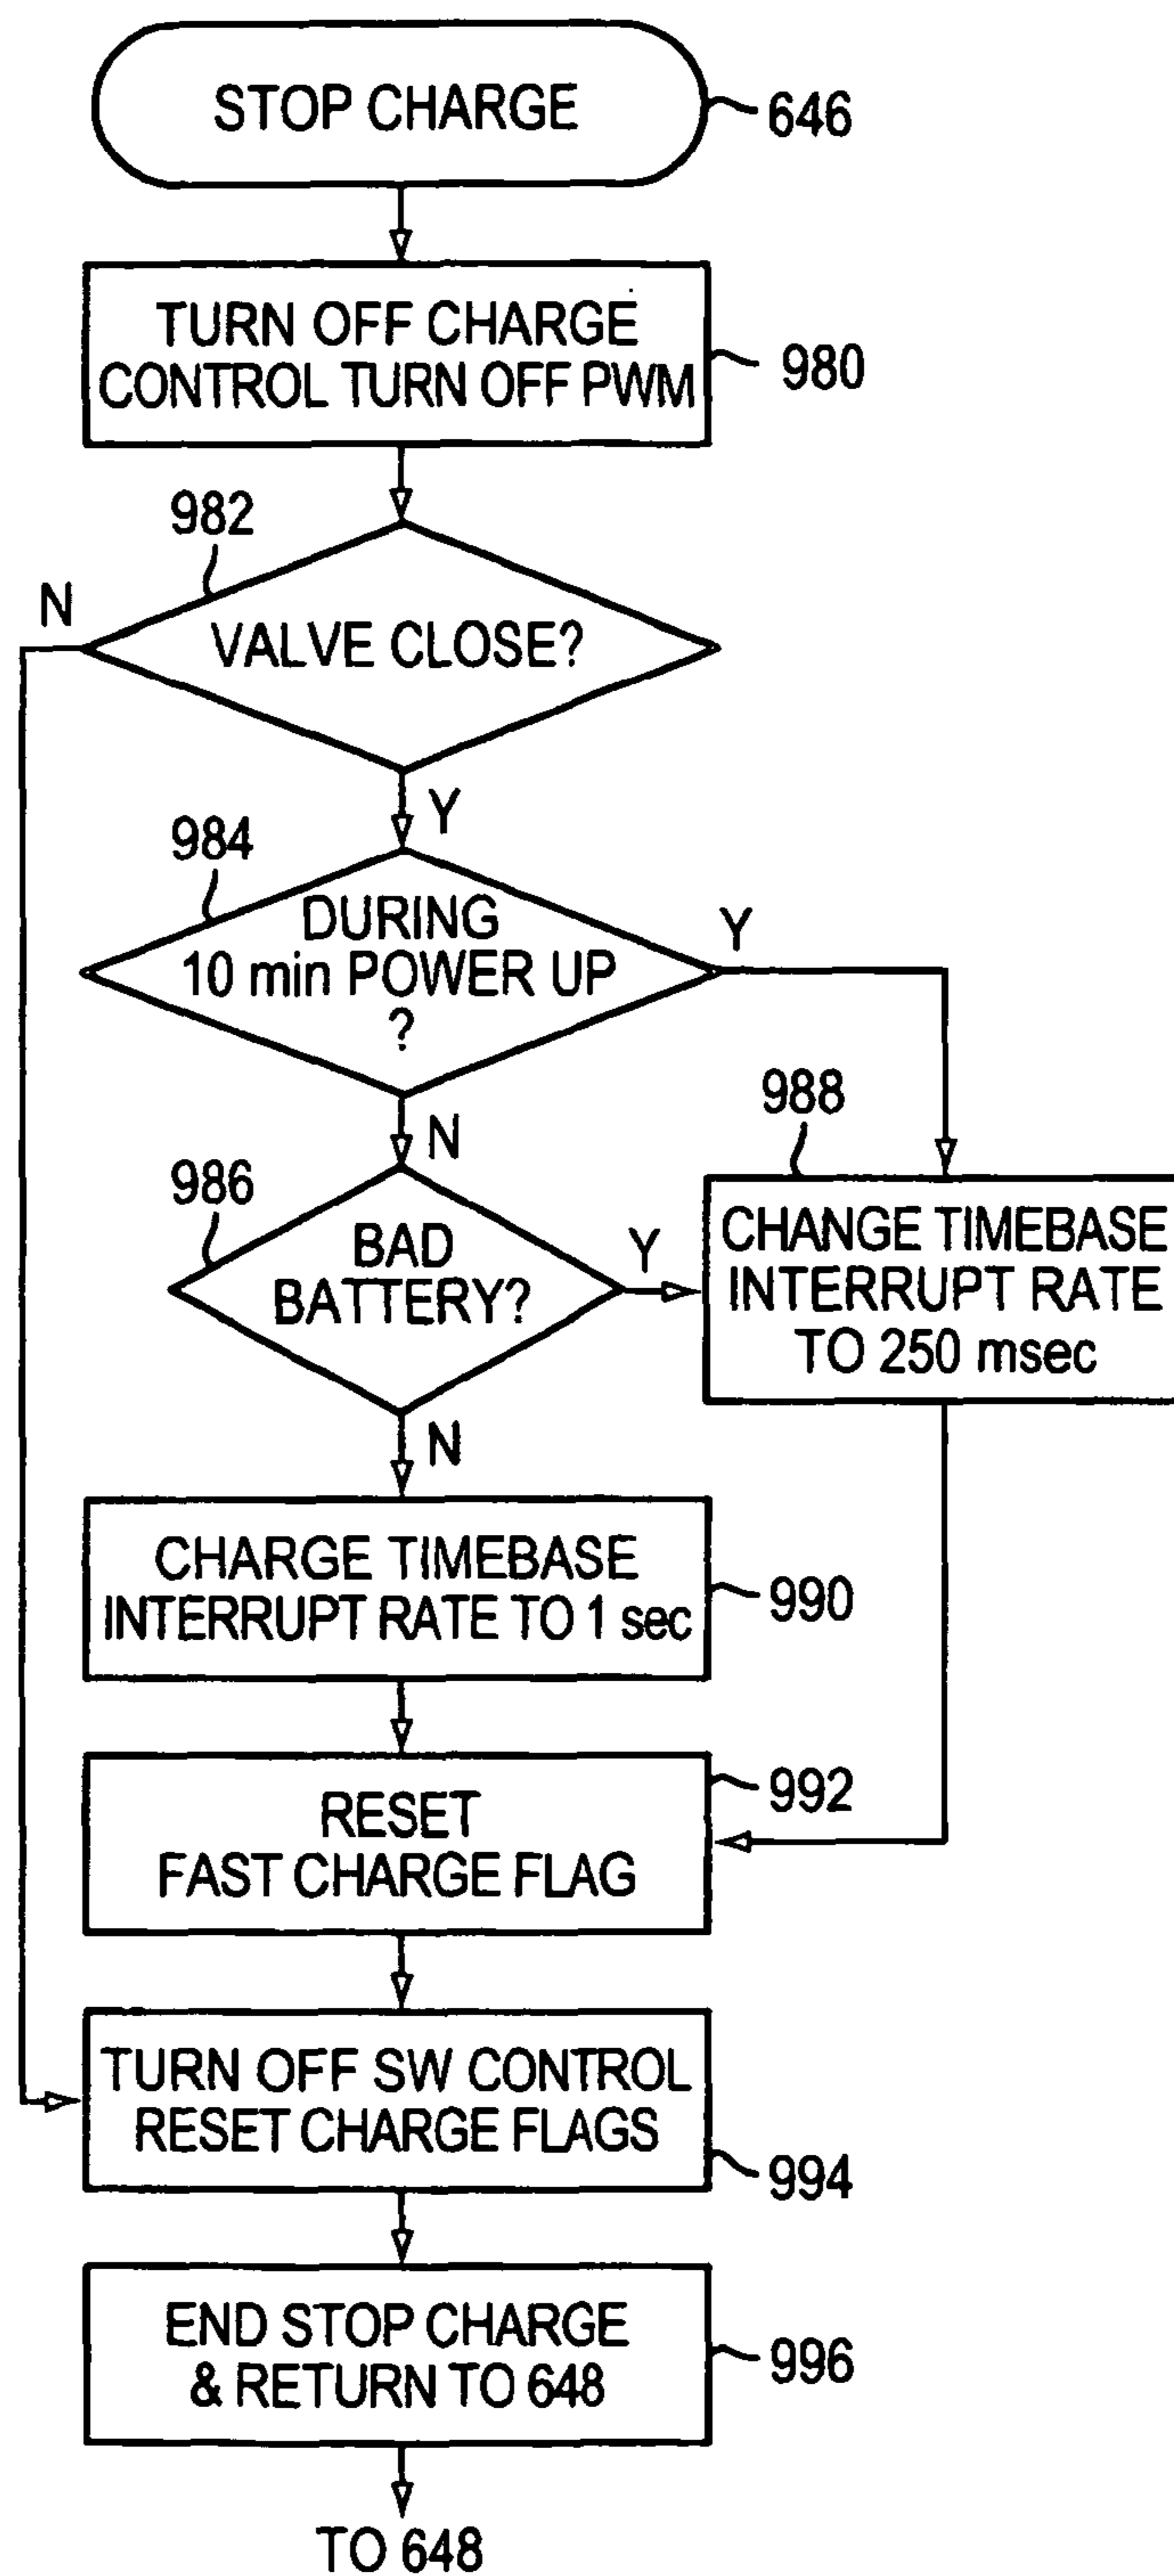 STOP CHARGE
646
TURN OFF CHARGE
CONTROL TURN OFF PWM
980
982
N
VALVE CLOSE?
Y
984
DURING
10 min POWER UP
?
Y
N
988
986
BAD
BATTERY?
Y
CHANGE TIMEBASE
INTERRUPT RATE
TO 250 msec
N
CHARGE TIMEBASE
INTERRUPT RATE TO 1 sec
990
RESET
FAST CHARGE FLAG
992
TURN OFF SW CONTROL
RESET CHARGE FLAGS
994
END STOP CHARGE
& RETURN TO 648
996
TO 648